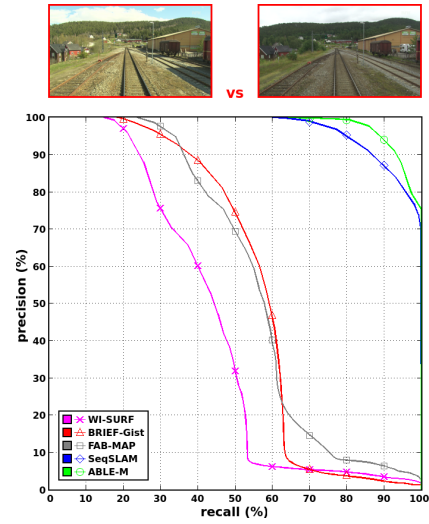 vs
100
90
80
70
60
50
40
30
20
10
0
precision (%)
WI-SURF
BRIEF-Gist
FAB-MAP
SeqSLAM
ABLE-M
0 10 20 30 40 50 60 70 80 90 100
recall (%)